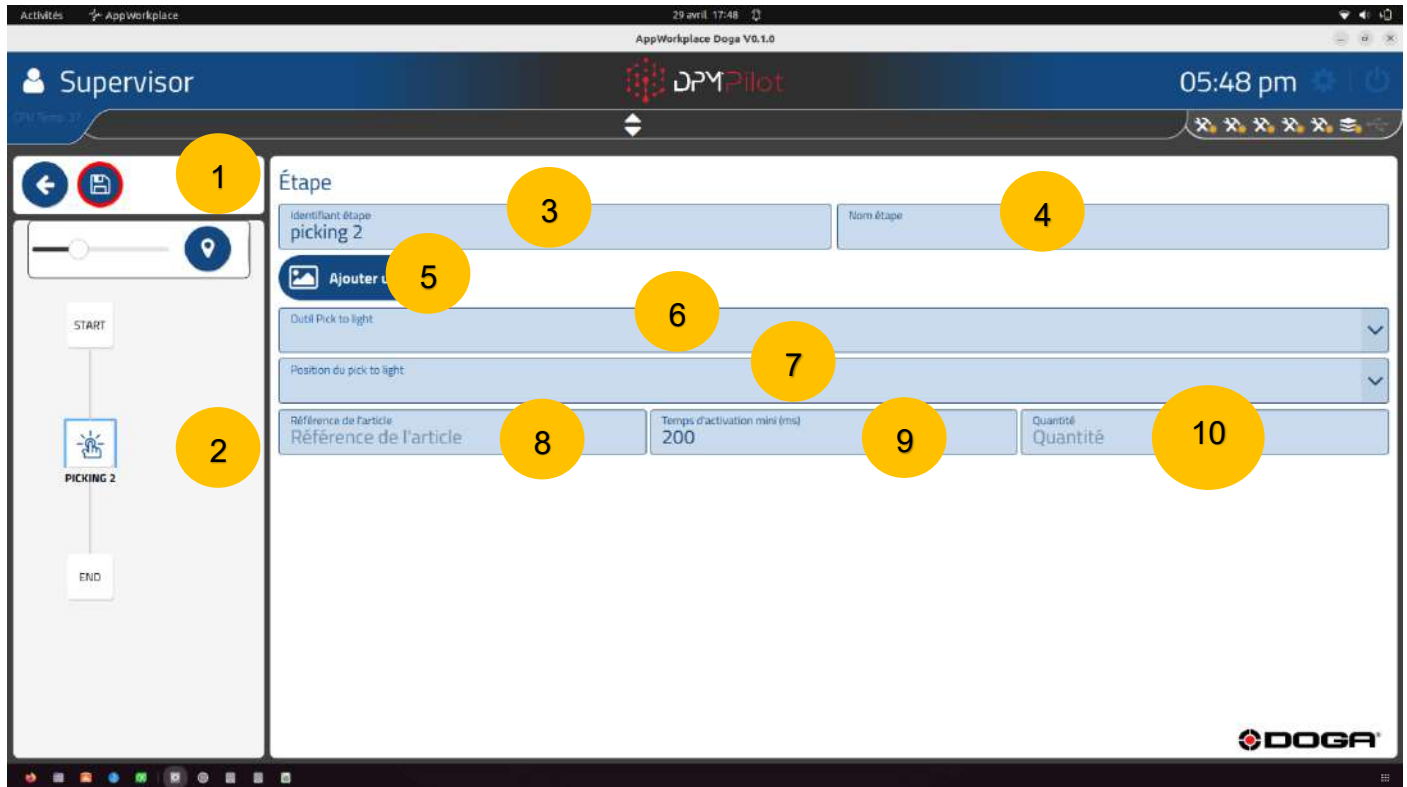 Activités AppWorkplace 29 avril 17:48
AppWorkplace Doga V0.1.0
Supervisor DPMPilot 05:48 pm
CPU Temp. 37
1
Étape
3 4
Identifiant étape Nom étape
picking 2
5
Ajouter u
6
Outil Pick to light
START
7
Position du pick to light
2
Référence de l'article Temps d'activation mini (ms) Quantité
Référence de l'article 200 Quantité
8 9 10
PICKING 2
END
DOGA